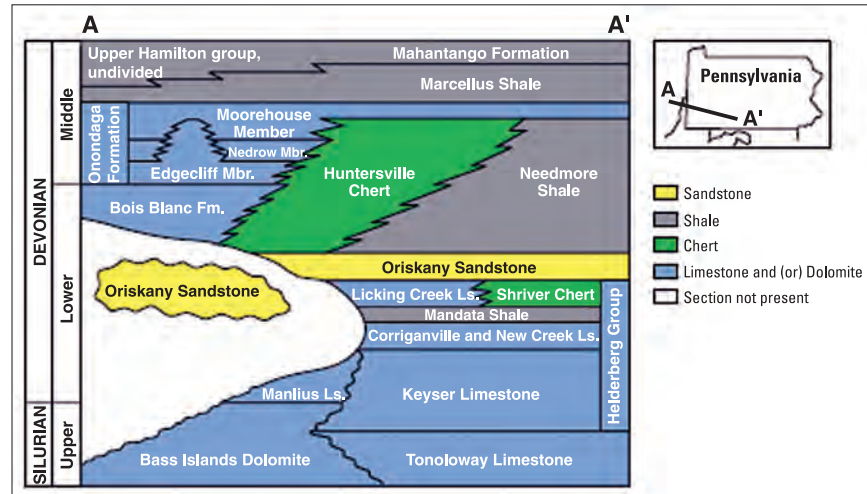 A
A'
Upper Hamilton group,
undivided
Mahantango Formation
Marcellus Shale
Middle
Onondaga
Formation
Moorehouse
Member
Nedrow Mbr.
Edgecliff Mbr.
Huntersville
Chert
Needmore
Shale
Bois Blanc Fm.
DEVONIAN
Lower
Oriskany Sandstone
Oriskany Sandstone
Licking Creek Ls.
Shriver Chert
Mandata Shale
Corriganville and New Creek Ls.
Helderberg Group
Manlius Ls.
Keyser Limestone
SILURIAN
Upper
Bass Islands Dolomite
Tonoloway Limestone
Pennsylvania
A
A'
Sandstone
Shale
Chert
Limestone and (or) Dolomite
Section not present